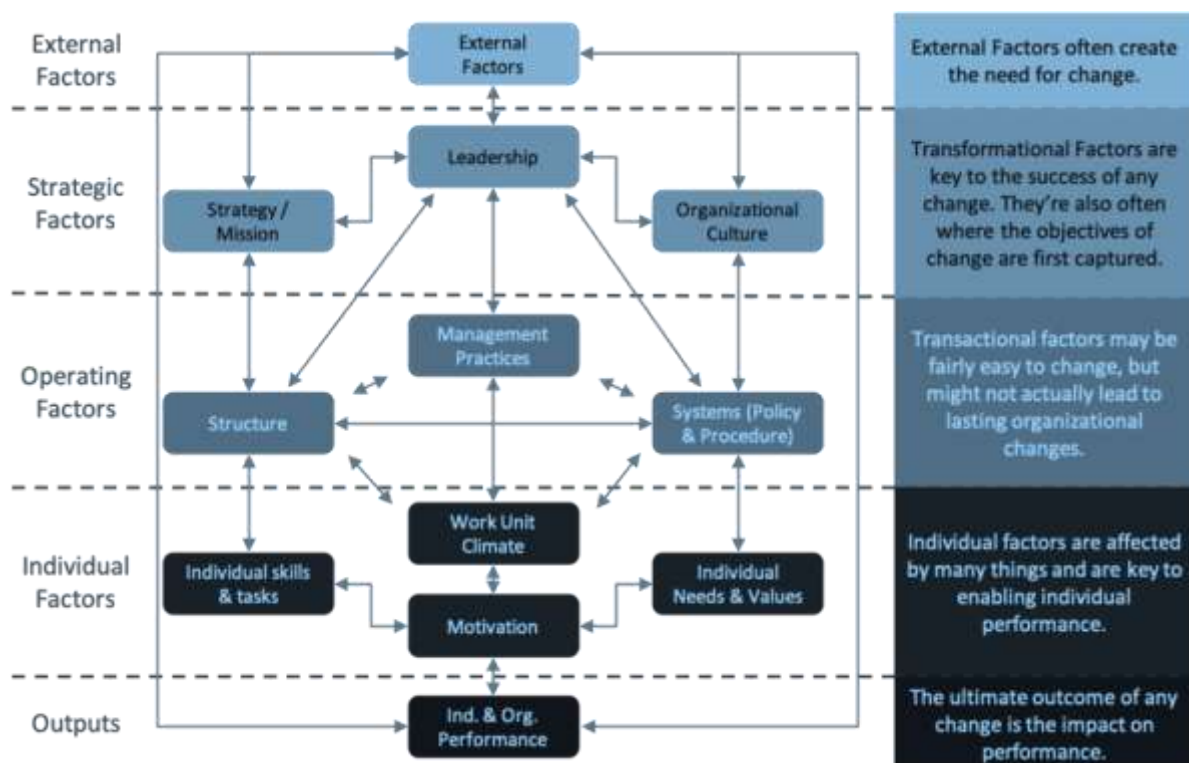 External
Factors
External
Factors
External Factors often create
the need for change.
Strategic
Factors
Leadership
Strategy /
Mission
Organizational
Culture
Transformational Factors are
key to the success of any
change. They're also often
where the objectives of
change are first captured.
Operating
Factors
Management
Practices
Structure
Systems (Policy
& Procedure)
Transactional factors may be
fairly easy to change, but
might not actually lead to
lasting organizational
changes.
Individual
Factors
Work Unit
Climate
Individual skills
& tasks
Individual
Needs & Values
Motivation
Individual factors are affected
by many things and are key to
enabling individual
performance.
Outputs
Ind. & Org.
Performance
The ultimate outcome of any
change is the impact on
performance.